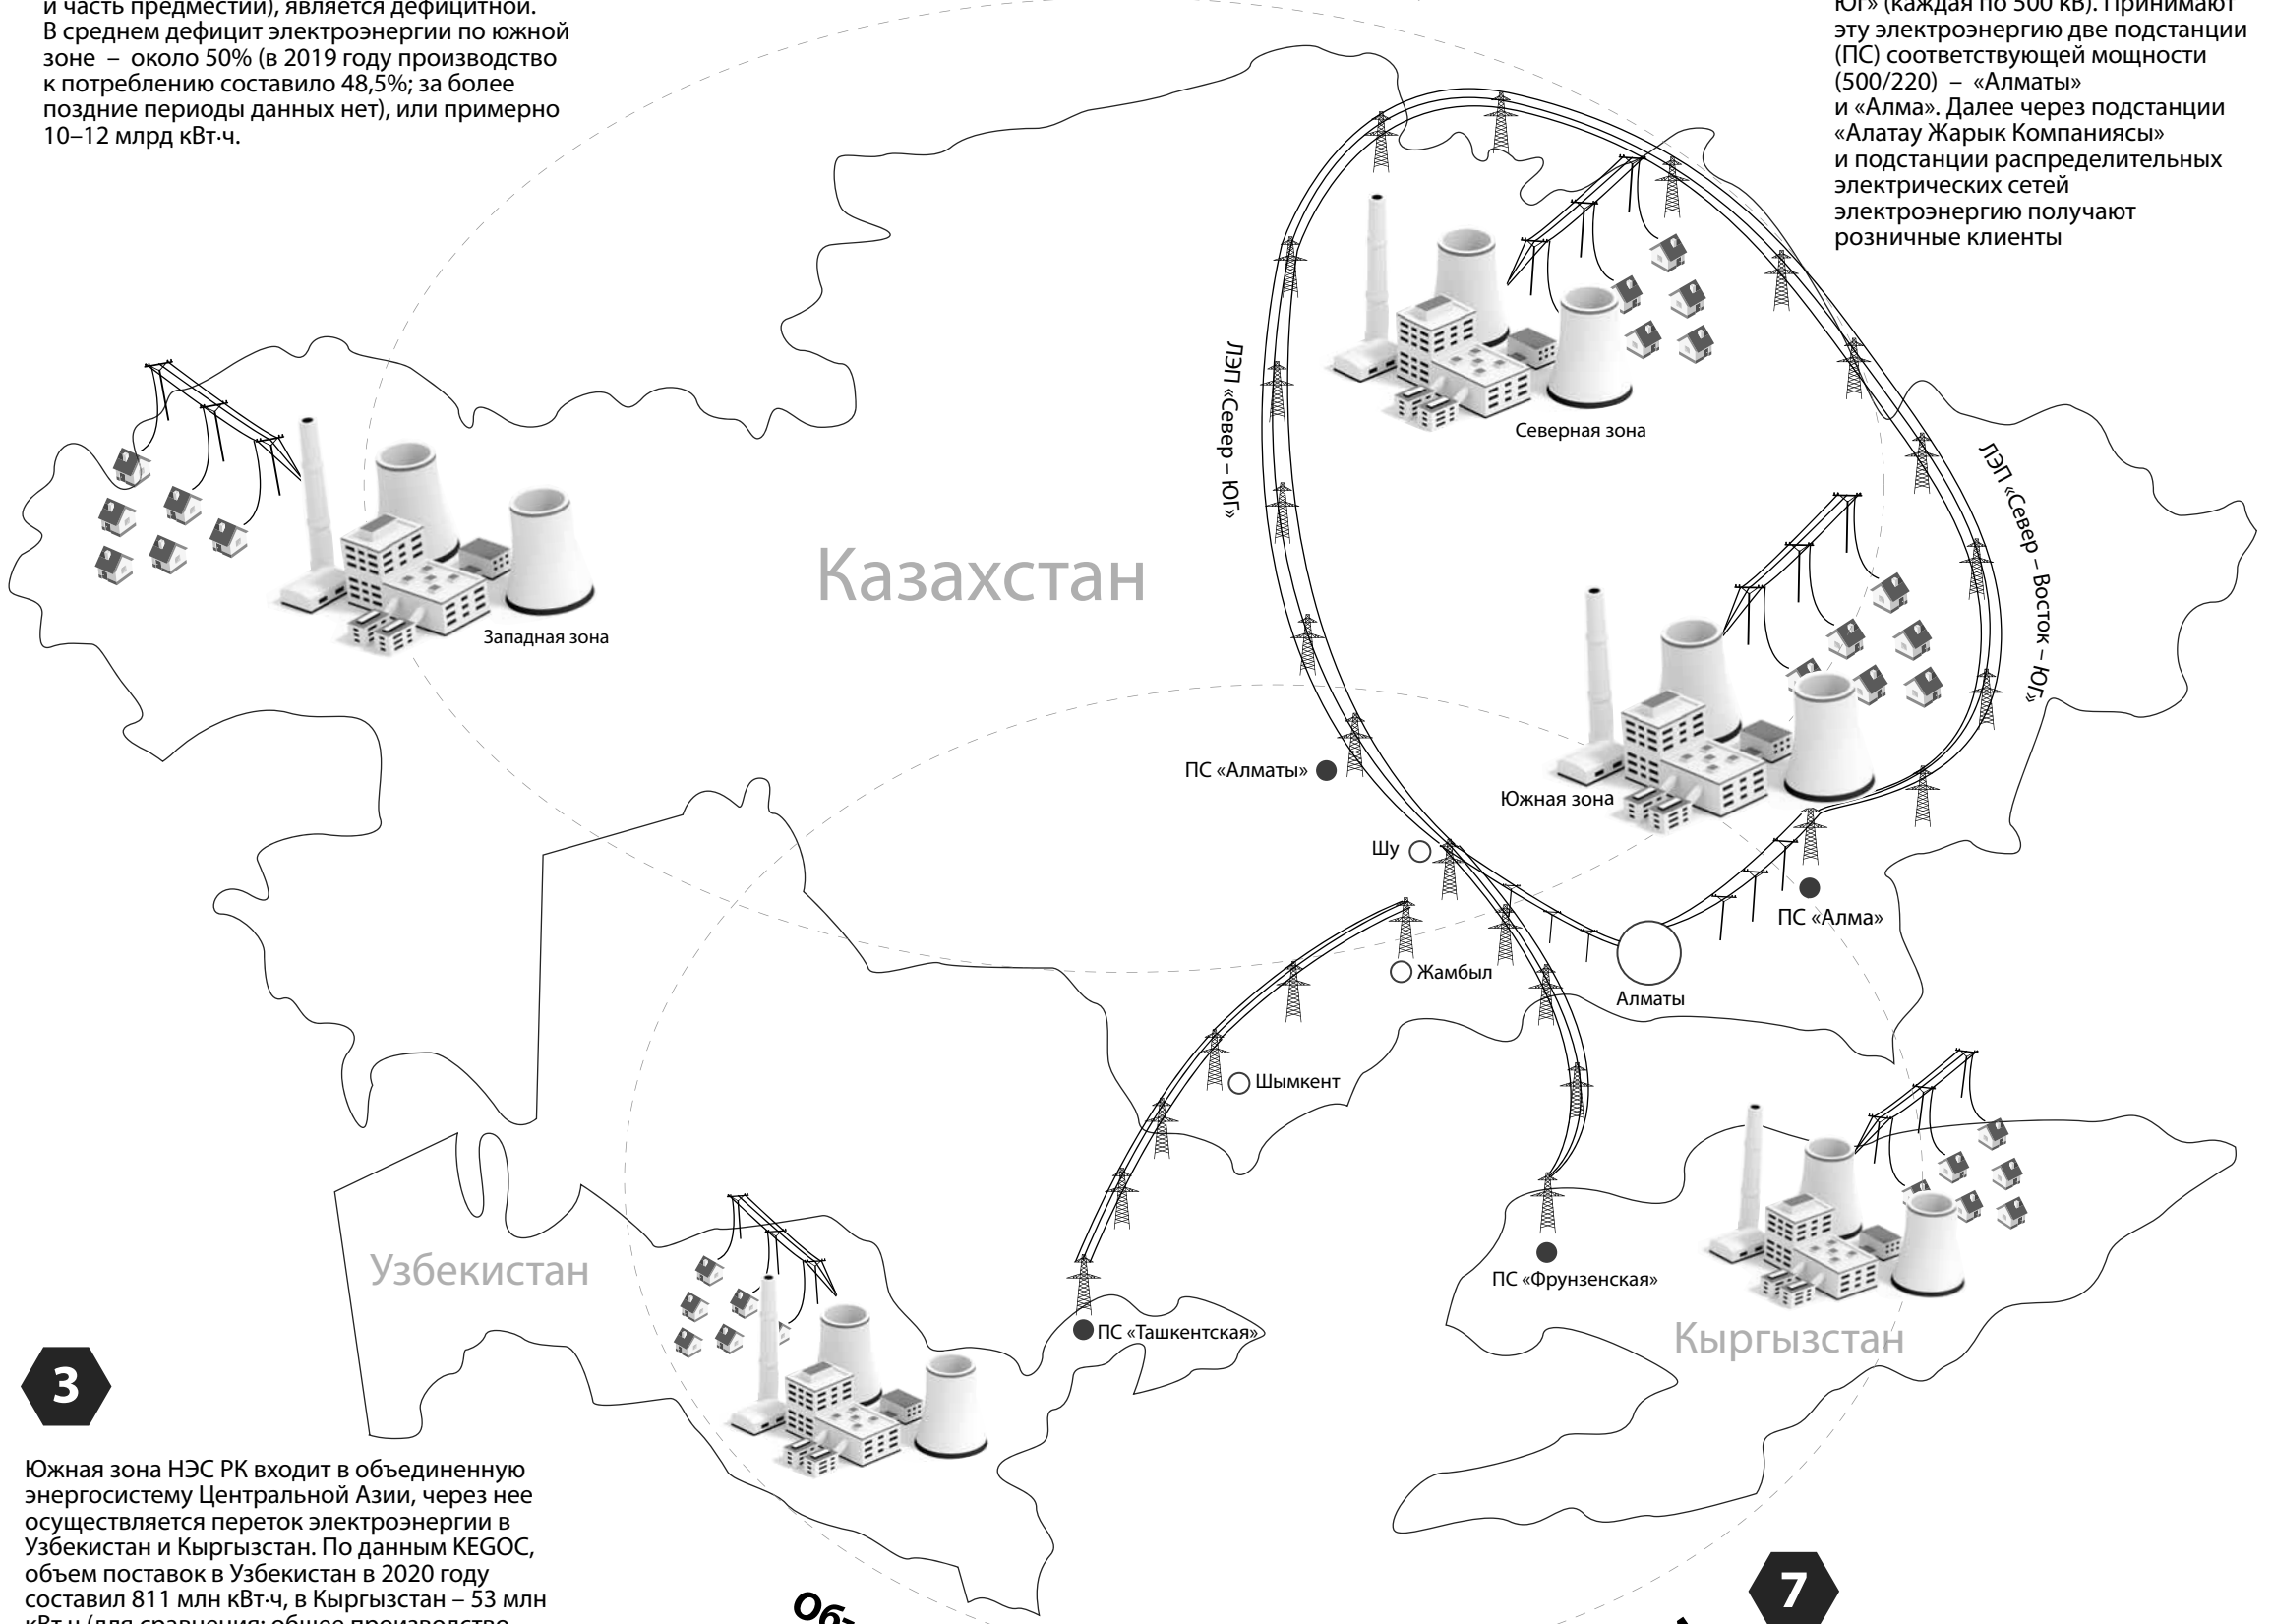 и часть предместий), является дефицитной.
В среднем дефицит электроэнергии по южной
зоне – около 50% (в 2019 году производство
к потреблению составило 48,5%; за более
поздние периоды данных нет), или примерно
10–12 млрд кВт·ч.
ЮГ» (каждая по 500 кВ). Принимают
эту электроэнергию две подстанции
(ПС) соответствующей мощности
(500/220) – «Алматы»
и «Алма». Далее через подстанции
«Алатау Жарык Компаниясы»
и подстанции распределительных
электрических сетей
электроэнергию получают
розничные клиенты
ЛЭП «Север – ЮГ»
Северная зона
ЛЭП «Север – Восток – ЮГ»
Казахстан
Западная зона
ПС «Алматы»
Южная зона
Шу
ПС «Алма»
Жамбыл
Алматы
Шымкент
Узбекистан
ПС «Фрунзенская»
ПС «Ташкентская»
Кыргызстан
3
Южная зона НЭС РК входит в объединенную
энергосистему Центральной Азии, через нее
осуществляется переток электроэнергии в
Узбекистан и Кыргызстан. По данным KEGOC,
объем поставок в Узбекистан в 2020 году
составил 811 млн кВт·ч, в Кыргызстан – 53 млн
кВт·ч (для сравнения: общее производство
7